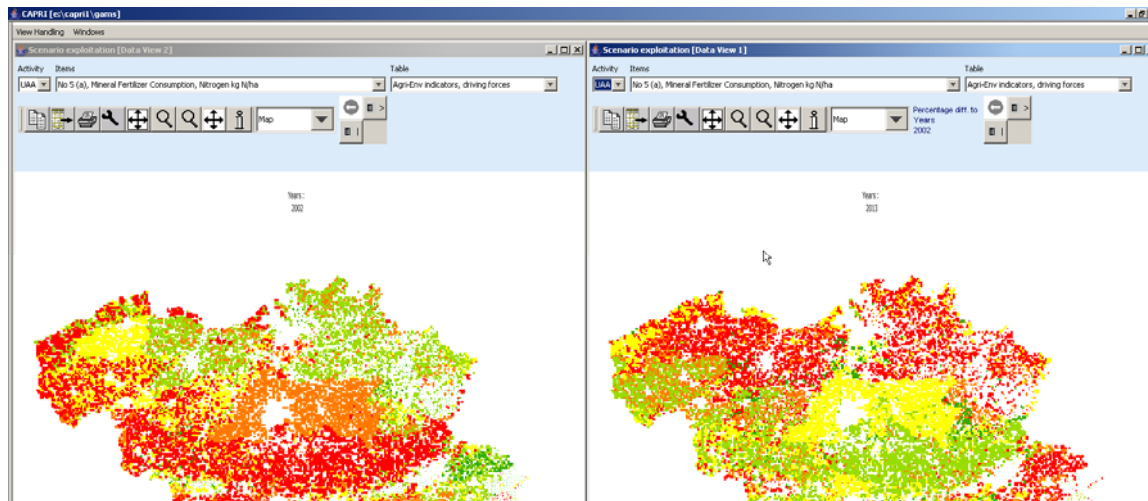 CAPRI [e:\capri1\gams]
View Handling Windows
Scenario exploitation [Data View 2]
Activity Items Table
UAA No 5 (a), Mineral Fertilizer Consumption, Nitrogen kg N/ha Agri-Env indicators, driving forces
Map
Years :
2002
Scenario exploitation [Data View 1]
Activity Items Table
UAA No 5 (a), Mineral Fertilizer Consumption, Nitrogen kg N/ha Agri-Env indicators, driving forces
Map
Percentage diff. to
Years
2002
Years :
2013